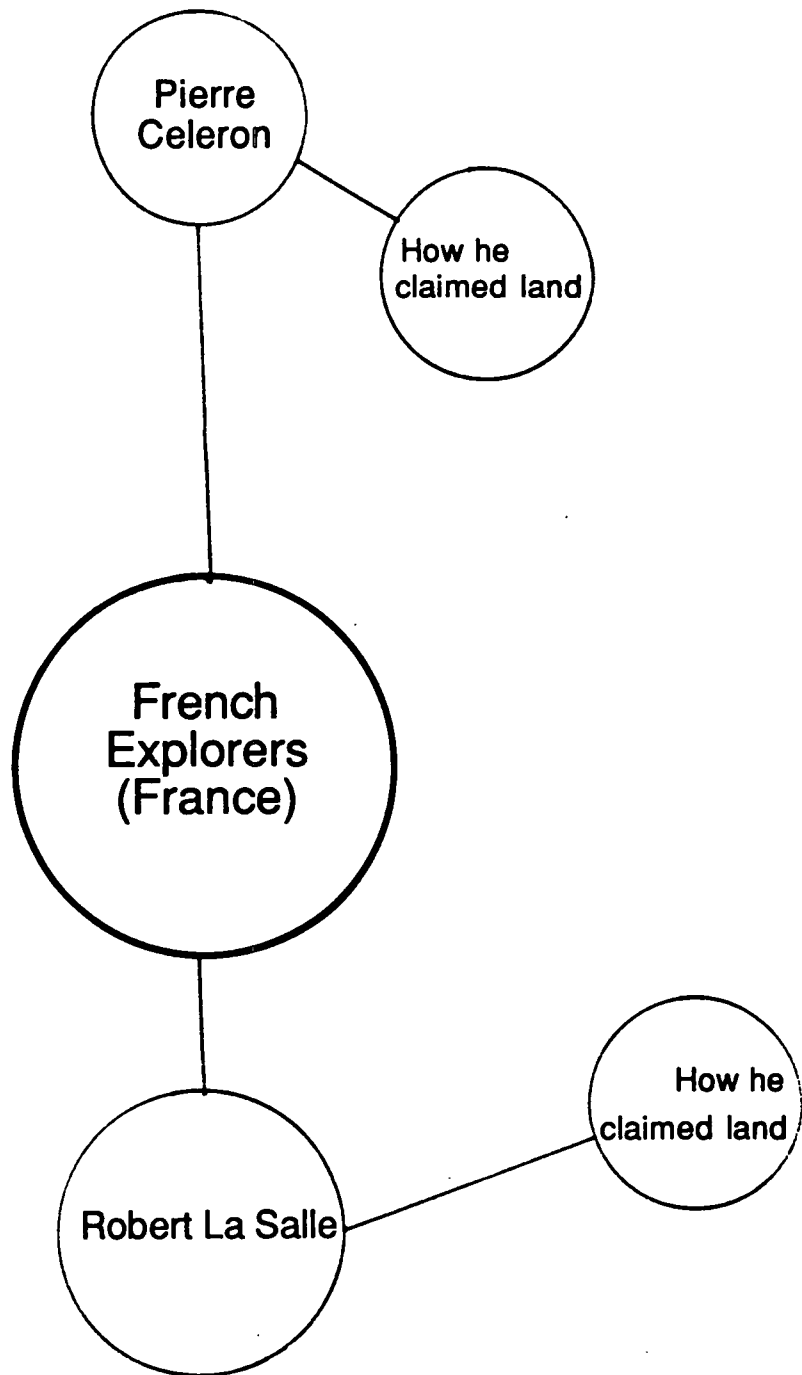 Pierre
Celeron
How he
claimed land
French
Explorers
(France)
How he
claimed land
Robert La Salle